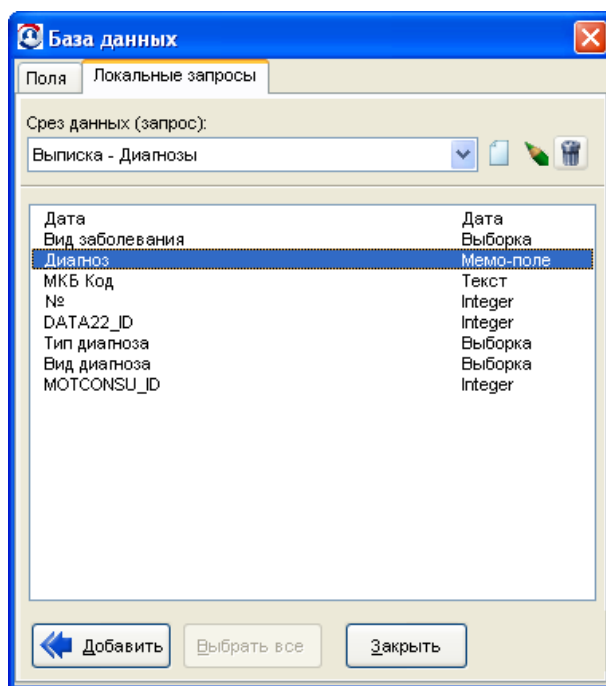 База данных
Поля Локальные запросы
Срез данных (запрос):
Выписка - Диагнозы
Дата Дата
Вид заболевания Выборка
Диагноз Мемо-поле
МКБ Код Текст
№ Integer
DATA22_ID Integer
Тип диагноза Выборка
Вид диагноза Выборка
MOTCONSU_ID Integer
Добавить Выбрать все Закрыть